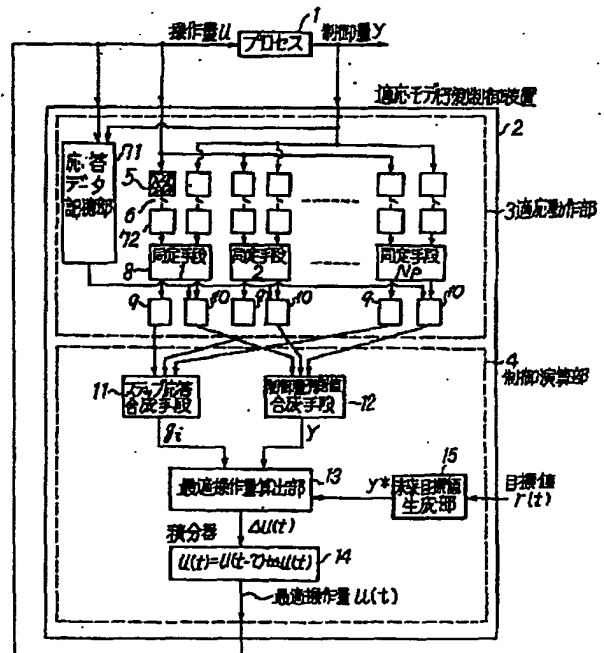 1
操作量u
プロセス
制御量y
適応モデル予測制御装置
2
71
応答
データ
記憶部
5
6
72
3適応動作部
8
同定手段
1
同定手段
2
同定手段
Np
9
10
9
10
9
10
4
制御演算部
11
ステップ応答
合成手段
制御量予測値
合成手段
12
gi
Y
13
最適操作量算出部
15
y*
未来目標値
生成部
目標値
r(t)
Δu(t)
積分器
14
u(t)=u(t-τ)+Δu(t)
最適操作量u(t)